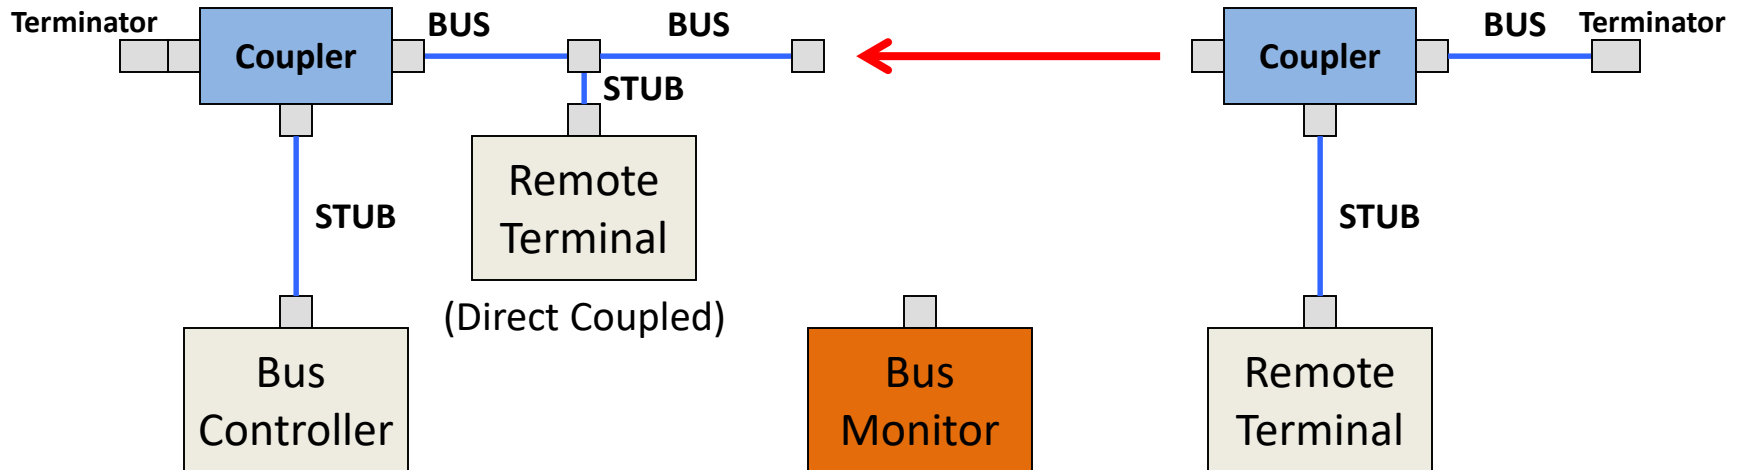 Terminator
Coupler
BUS
BUS
STUB
Coupler
BUS
Terminator
STUB
Remote
Terminal
(Direct Coupled)
STUB
Bus
Controller
Bus
Monitor
Remote
Terminal